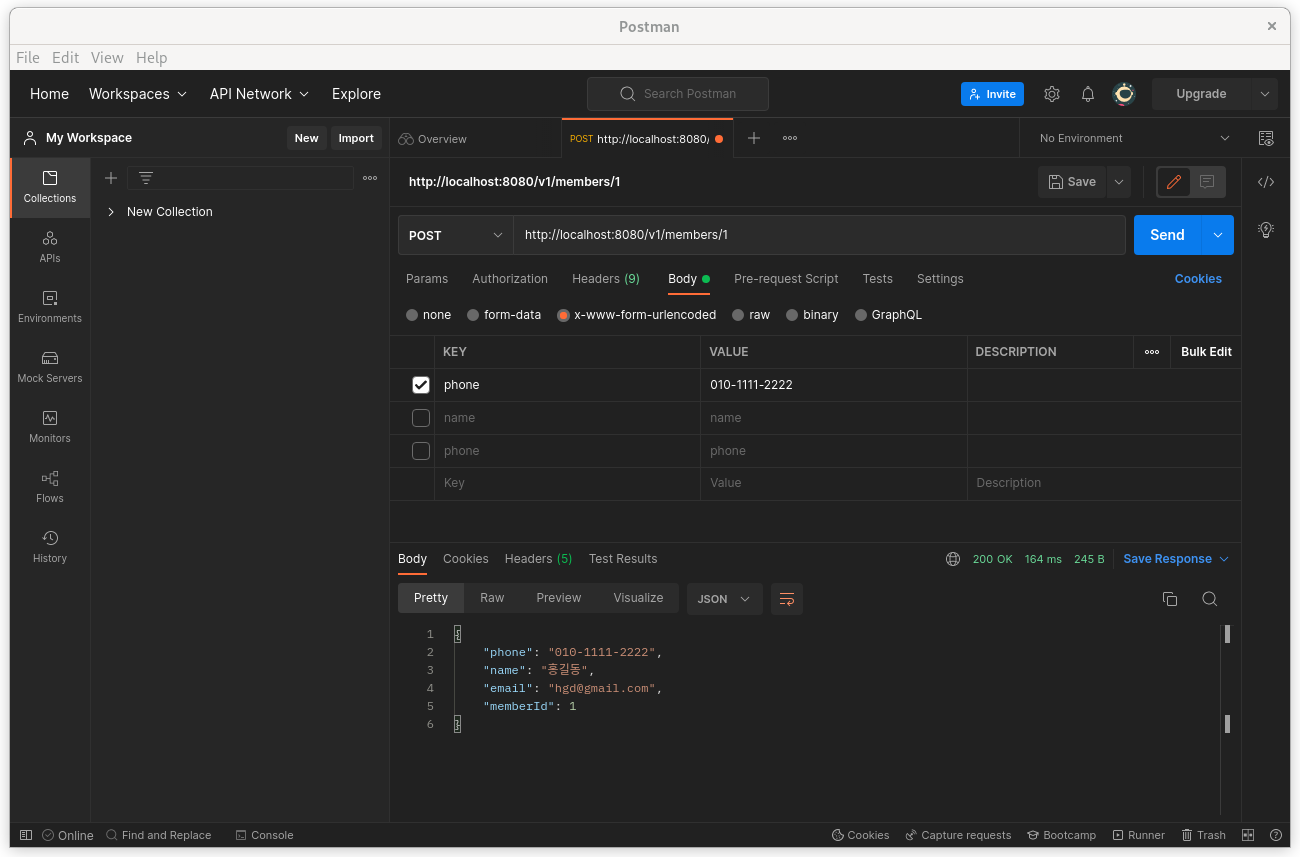 Postman
File Edit View Help
Home Workspaces API Network Explore Search Postman Invite Upgrade
My Workspace New Import Overview POST http://localhost:8080/ No Environment
Collections
New Collection
APIs
Environments
Mock Servers
Monitors
Flows
History
http://localhost:8080/v1/members/1 Save
POST http://localhost:8080/v1/members/1 Send
Params Authorization Headers (9) Body Pre-request Script Tests Settings Cookies
none form-data x-www-form-urlencoded raw binary GraphQL
KEY VALUE DESCRIPTION Bulk Edit
phone 010-1111-2222
name name
phone phone
Key Value Description
Body Cookies Headers (5) Test Results 200 OK 164 ms 245 B Save Response
Pretty Raw Preview Visualize JSON
1 {
2 "phone": "010-1111-2222",
3 "name": "홍길동",
4 "email": "hgd@gmail.com",
5 "memberId": 1
6 }
Online Find and Replace Console Cookies Capture requests Bootcamp Runner Trash